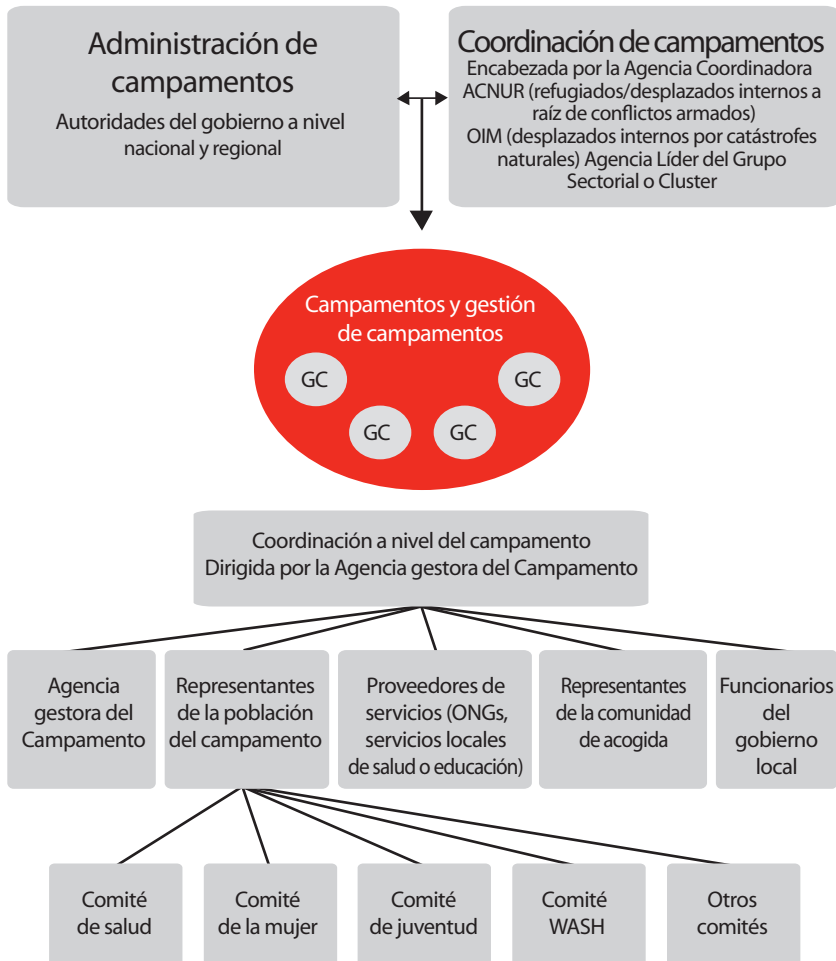 Administración de
campamentos
Autoridades del gobierno a nivel
nacional y regional
Coordinación de campamentos
Encabezada por la Agencia Coordinadora
ACNUR (refugiados/desplazados internos a
raíz de conflictos armados)
OIM (desplazados internos por catástrofes
naturales) Agencia Líder del Grupo
Sectorial o Cluster
Campamentos y gestión
de campamentos
GC
GC
GC
GC
Coordinación a nivel del campamento
Dirigida por la Agencia gestora del Campamento
Agencia
gestora del
Campamento
Representantes
de la población
del campamento
Proveedores de
servicios (ONGs,
servicios locales
de salud o educación)
Representantes
de la comunidad
de acogida
Funcionarios
del
gobierno
local
Comité
de salud
Comité
de la mujer
Comité
de juventud
Comité
WASH
Otros
comités